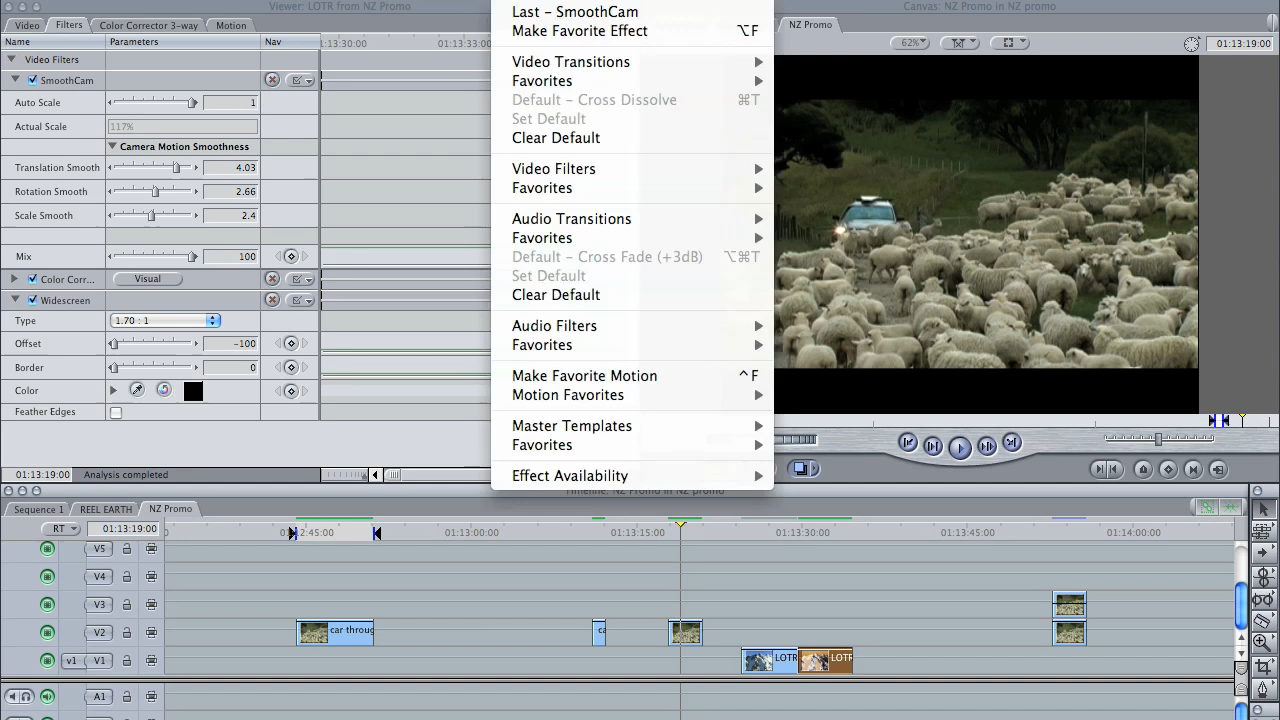 Viewer: LOTR from NZ Promo
Canvas: NZ Promo in NZ promo
Video
Filters
Color Corrector 3-way
Motion
Name
Parameters
Nav
1:13:30:00
01:13:33:00
Video Filters
SmoothCam
Auto Scale
1
Actual Scale
117%
Camera Motion Smoothness
Translation Smooth
4.03
Rotation Smooth
2.66
Scale Smooth
2.4
Mix
100
Color Corr...
Visual
Widescreen
Type
1.70 : 1
Offset
-100
Border
0
Color
Feather Edges
01:13:19:00
Analysis completed
Last – SmoothCam
Make Favorite Effect ⌥F
Video Transitions
Favorites
Default – Cross Dissolve ⌘T
Set Default
Clear Default
Video Filters
Favorites
Audio Transitions
Favorites
Default – Cross Fade (+3dB) ⌥⌘T
Set Default
Clear Default
Audio Filters
Favorites
Make Favorite Motion ^F
Motion Favorites
Master Templates
Favorites
Effect Availability
NZ Promo
62%
01:13:19:00
Timeline: NZ Promo in NZ promo
Sequence 1
REEL EARTH
NZ Promo
RT
01:13:19:00
0
01:13:00:00
01:13:15:00
01:13:30:00
01:13:45:00
01:14:00:00
V5
V4
V3
V2
car throug
ca
v1
V1
LOTR
LOTR
A1